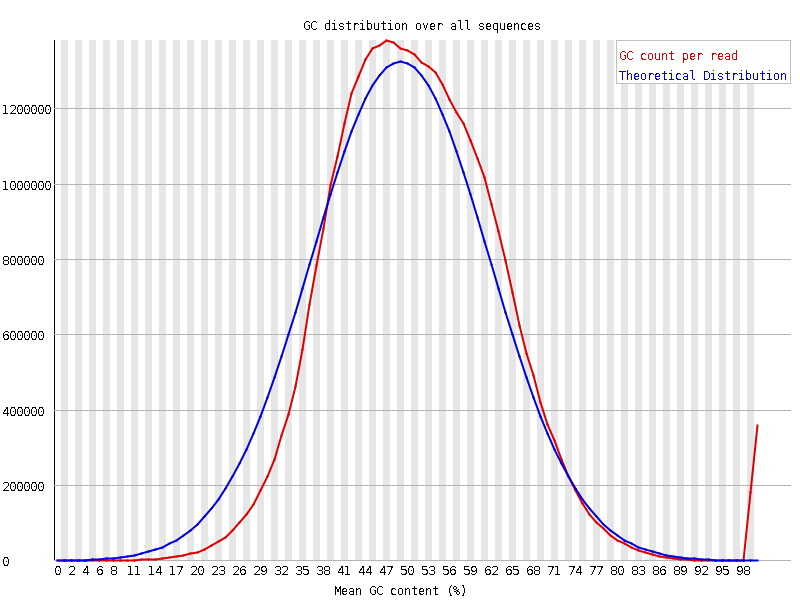 GC distribution over all sequences
GC count per read
Theoretical Distribution
1200000
1000000
800000
600000
400000
200000
0
0 2 4 6 8 11 14 17 20 23 26 29 32 35 38 41 44 47 50 53 56 59 62 65 68 71 74 77 80 83 86 89 92 95 98
Mean GC content (%)